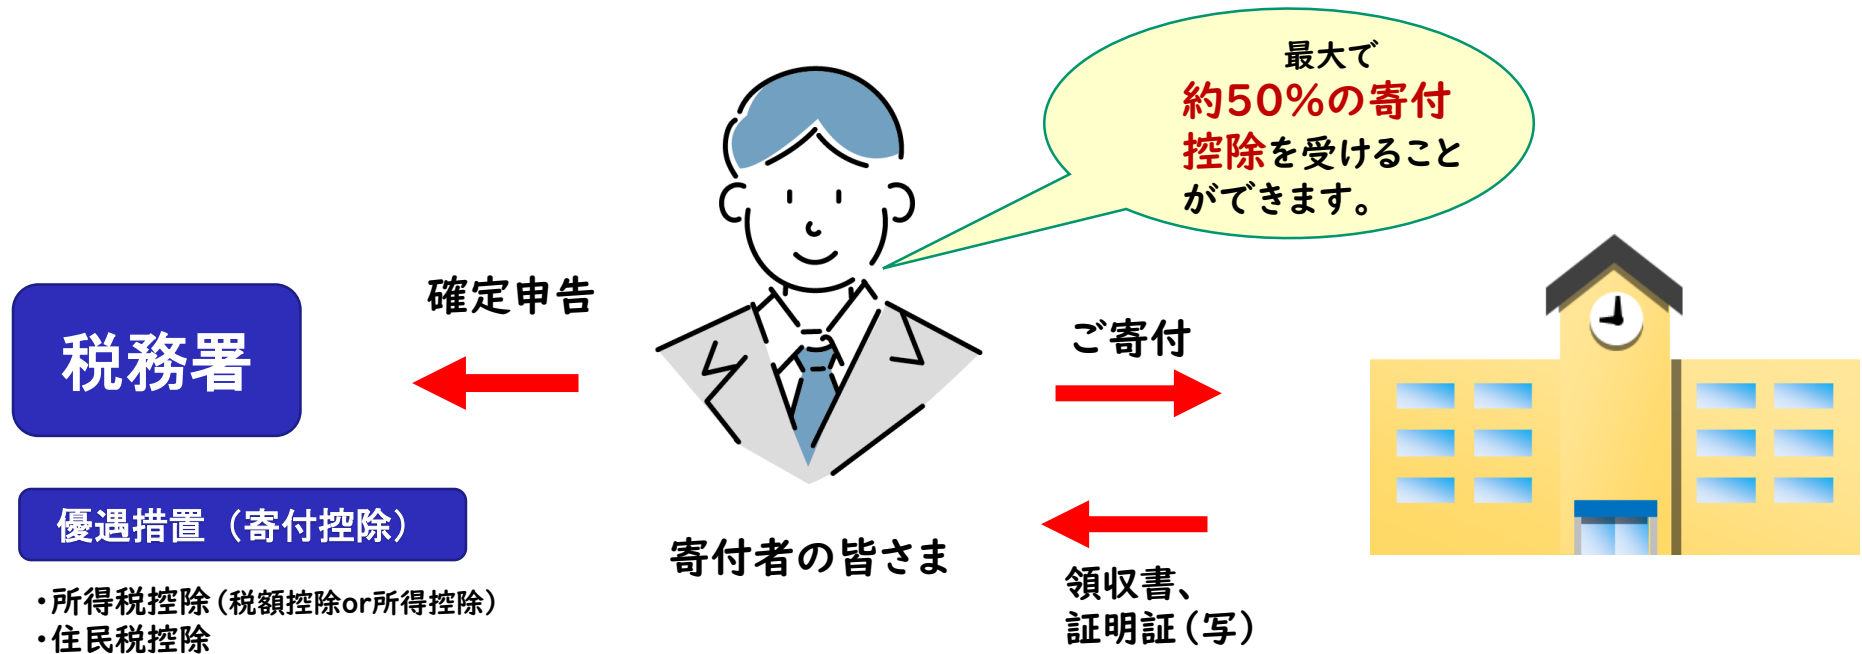 最大で
約50%の寄付
控除を受けること
ができます。
確定申告
税務署
ご寄付
優遇措置（寄付控除）
寄付者の皆さま
領収書、
証明証（写）
・所得税控除（税額控除or所得控除）
・住民税控除